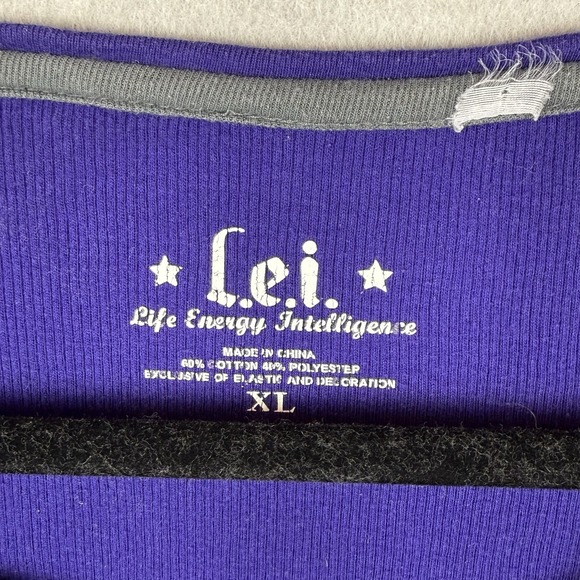 L.e.i.
Life Energy Intelligence
MADE IN CHINA
60% COTTON 40% POLYESTER
EXCLUSIVE OF ELASTIC AND DECORATION
XL